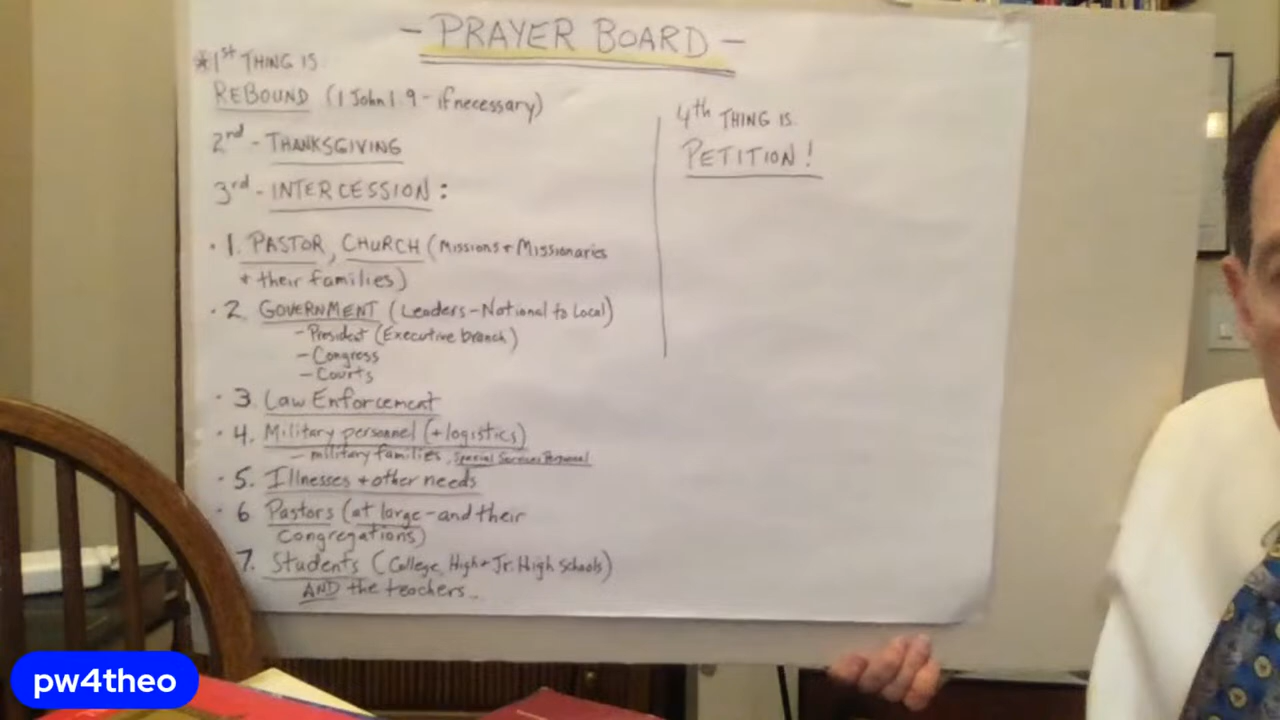 - PRAYER BOARD -
*1st THING IS
REBOUND (1 John 1.9 - if necessary)
2nd - THANKSGIVING
3rd - INTERCESSION:
• 1. PASTOR, CHURCH (Missions + Missionaries
+ their families)
• 2. GOVERNMENT (Leaders - National to Local)
- President (Executive branch)
- Congress
- Courts
• 3. Law Enforcement
• 4. Military personnel (+ logistics)
- military families, Special Services Personnel
• 5. Illnesses + other needs
• 6 Pastors (at large - and their
congregations)
7. Students (College, High + Jr. High Schools)
AND the teachers...
4th THING IS
PETITION!
pw4theo